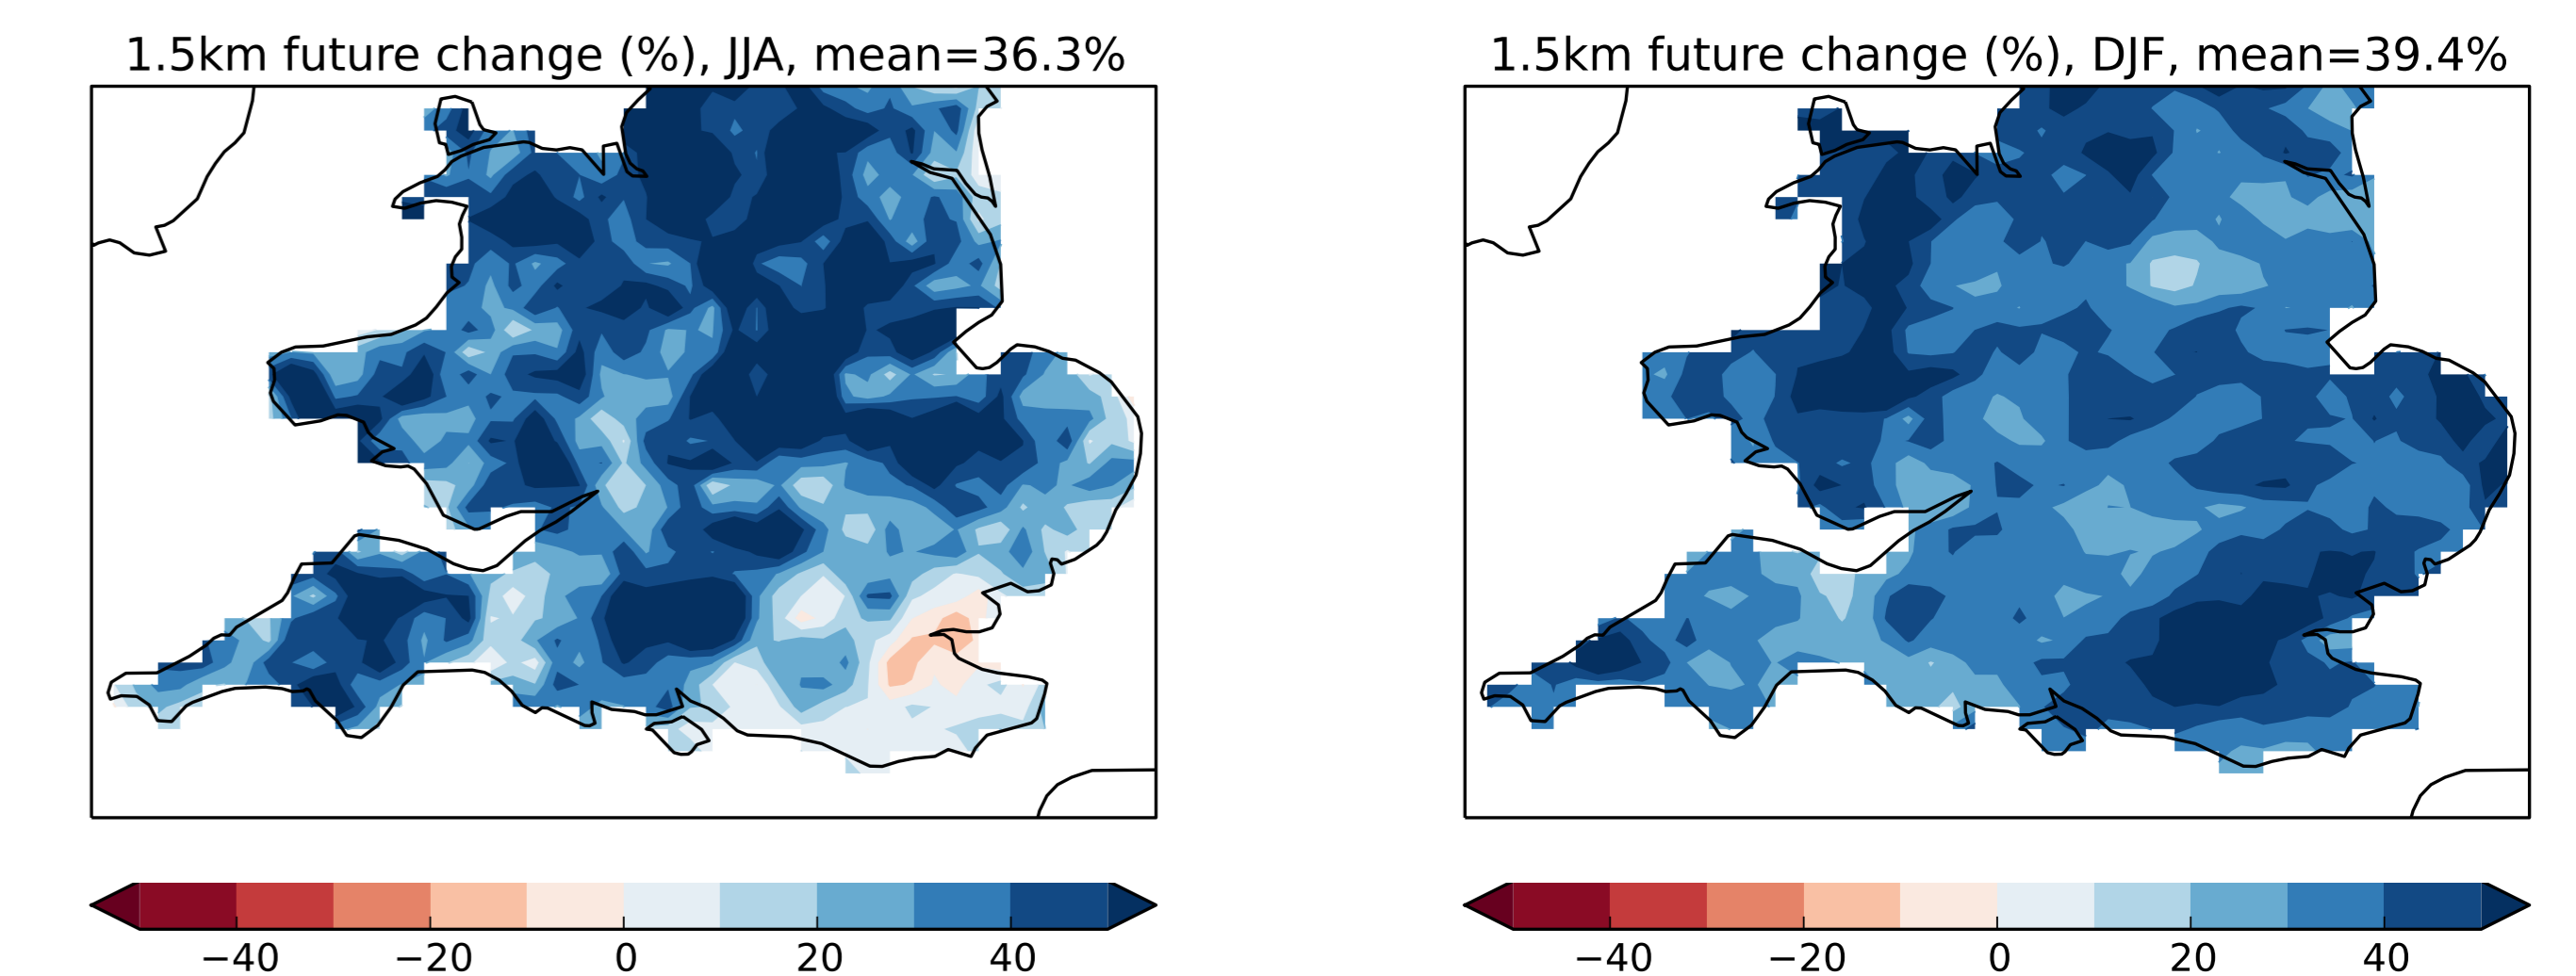 1.5km future change (%), JJA, mean=36.3%
1.5km future change (%), DJF, mean=39.4%
−40 −20 0 20 40
−40 −20 0 20 40